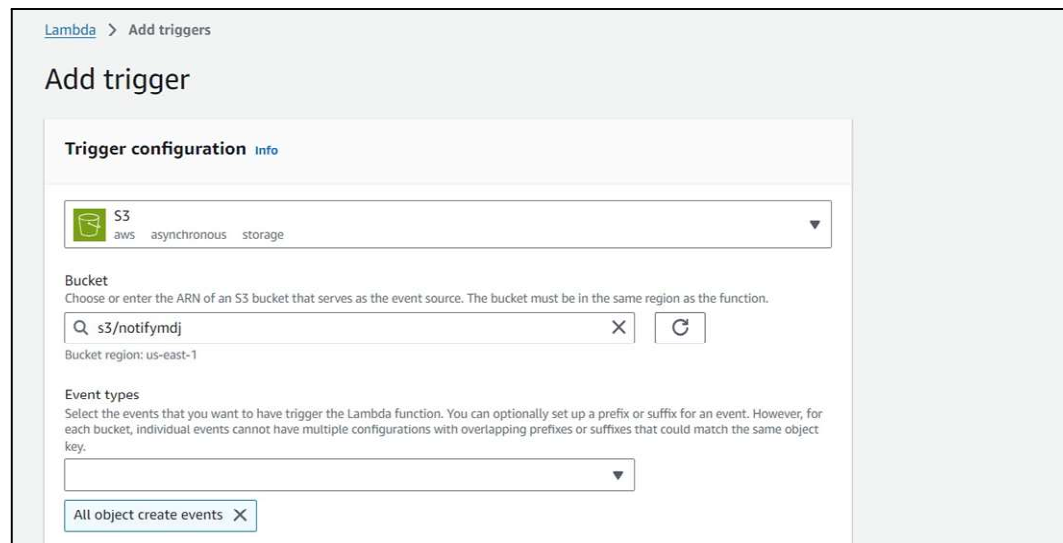 Lambda > Add triggers
Add trigger
Trigger configuration Info
S3
aws asynchronous storage
Bucket
Choose or enter the ARN of an S3 bucket that serves as the event source. The bucket must be in the same region as the function.
s3/notifymdj
Bucket region: us-east-1
Event types
Select the events that you want to have trigger the Lambda function. You can optionally set up a prefix or suffix for an event. However, for
each bucket, individual events cannot have multiple configurations with overlapping prefixes or suffixes that could match the same object
key.
All object create events